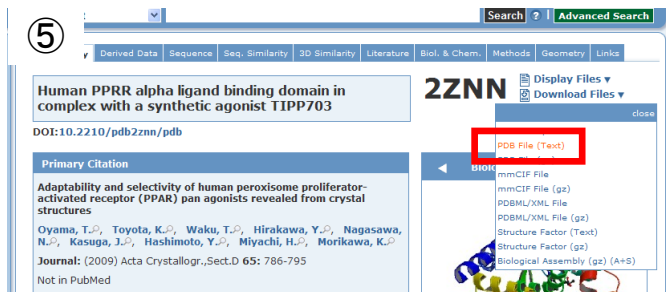 ⑤
Search ? | Advanced Search
Derived Data Sequence Seq. Similarity 3D Similarity Literature Biol. & Chem. Methods Geometry Links
Human PPRR alpha ligand binding domain in
complex with a synthetic agonist TIPP703
2ZNN
Display Files ▾
Download Files ▾
close
DOI:10.2210/pdb2znn/pdb
PDB File (Text)
mmCIF File
mmCIF File (gz)
PDBML/XML File
PDBML/XML File (gz)
Structure Factor (Text)
Structure Factor (gz)
Biological Assembly (gz) (A+S)
Primary Citation
Adaptability and selectivity of human peroxisome proliferator-
activated receptor (PPAR) pan agonists revealed from crystal
structures
Oyama, T., Toyota, K., Waku, T., Hirakawa, Y., Nagasawa,
N., Kasuga, J., Hashimoto, Y., Miyachi, H., Morikawa, K.
Journal: (2009) Acta Crystallogr.,Sect.D 65: 786-795
Not in PubMed